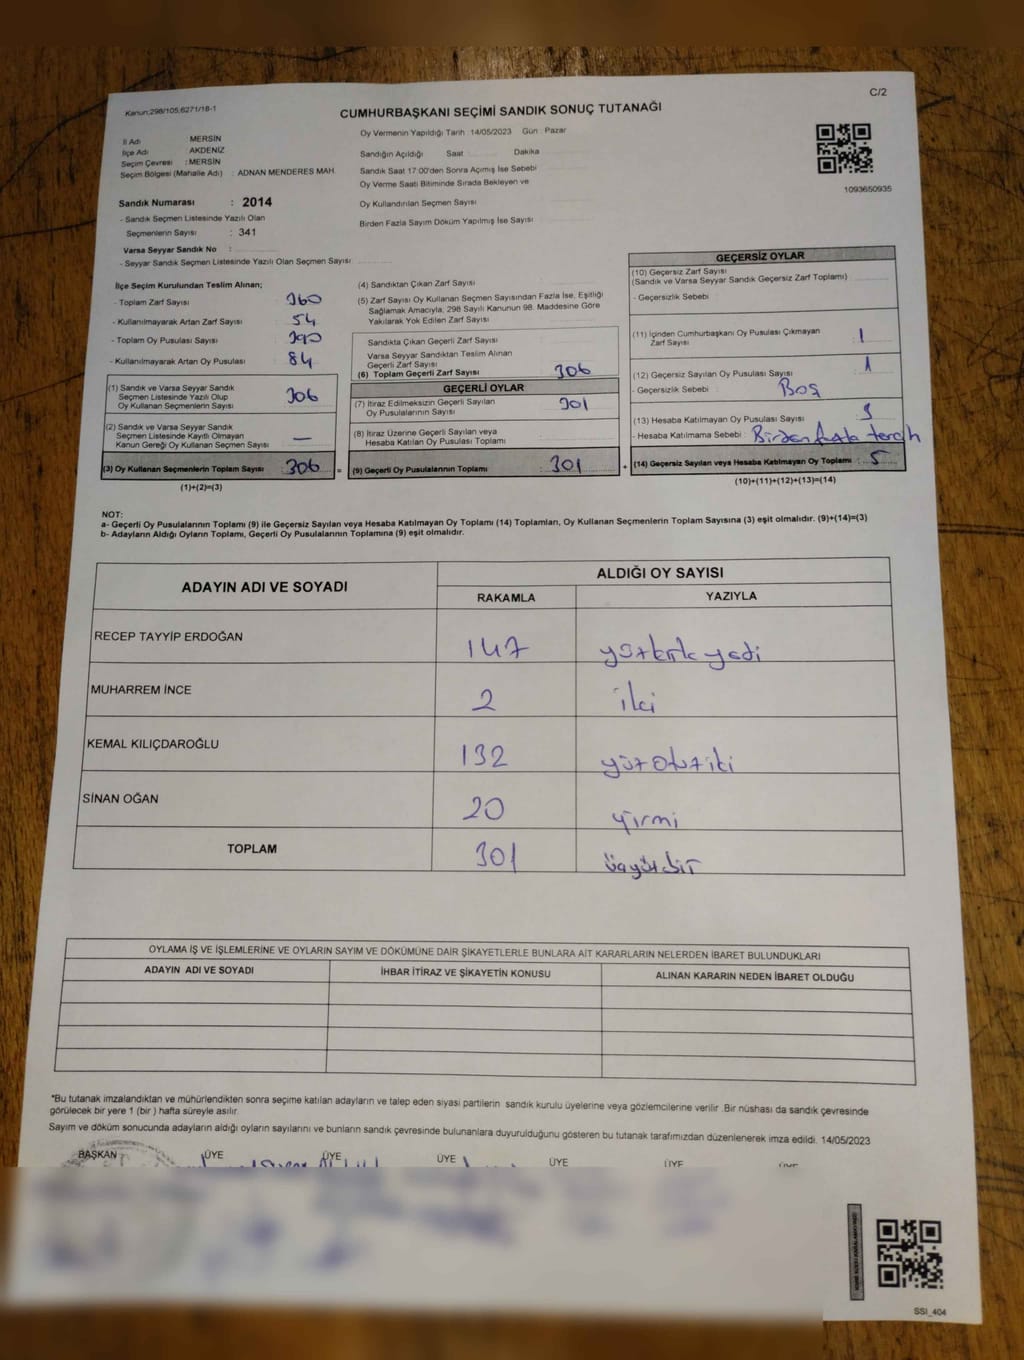 Kanun;298/105;6271/18-1
C/2
CUMHURBAŞKANI SEÇİMİ SANDIK SONUÇ TUTANAĞI
İl Adı MERSİN
İlçe Adı AKDENİZ
Seçim Çevresi : MERSİN
Seçim Bölgesi (Mahalle Adı) : ADNAN MENDERES MAH.
Sandık Numarası : 2014
- Sandık Seçmen Listesinde Yazılı Olan
Seçmenlerin Sayısı : 341
Varsa Seyyar Sandık No :
- Seyyar Sandık Seçmen Listesinde Yazılı Olan Seçmen Sayısı
Oy Vermenin Yapıldığı Tarih 14/05/2023 Gün : Pazar
Sandığın Açıldığı Saat Dakika
Sandık Saat 17:00'den Sonra Açılmış İse Sebebi
Oy Verme Saati Bitiminde Sırada Bekleyen ve
Oy Kullandırılan Seçmen Sayısı
Birden Fazla Sayım Döküm Yapılmış İse Sayısı
1093650935
İlçe Seçim Kurulundan Teslim Alınan;
- Toplam Zarf Sayısı : 360
- Kullanılmayarak Artan Zarf Sayısı : 54
- Toplam Oy Pusulası Sayısı : 390
- Kullanılmayarak Artan Oy Pusulası : 84
(1) Sandık ve Varsa Seyyar Sandık
Seçmen Listesinde Yazılı Olup
Oy Kullanan Seçmenlerin Sayısı 306
(2) Sandık ve Varsa Seyyar Sandık
Seçmen Listesinde Kayıtlı Olmayan
Kanun Gereği Oy Kullanan Seçmen Sayısı —
(3) Oy Kullanan Seçmenlerin Toplam Sayısı : 306 =
(1)+(2)=(3)
(4) Sandıktan Çıkan Zarf Sayısı
(5) Zarf Sayısı Oy Kullanan Seçmen Sayısından Fazla İse, Eşitliği
Sağlamak Amacıyla; 298 Sayılı Kanunun 98. Maddesine Göre
Yakılarak Yok Edilen Zarf Sayısı
Sandıkta Çıkan Geçerli Zarf Sayısı
Varsa Seyyar Sandıktan Teslim Alınan
Geçerli Zarf Sayısı
(6) Toplam Geçerli Zarf Sayısı 306
GEÇERLİ OYLAR
(7) İtiraz Edilmeksizin Geçerli Sayılan
Oy Pusulalarının Sayısı : 301
(8) İtiraz Üzerine Geçerli Sayılan veya
Hesaba Katılan Oy Pusulası Toplamı
(9) Geçerli Oy Pusulalarının Toplamı : 301 +
GEÇERSİZ OYLAR
(10) Geçersiz Zarf Sayısı
(Sandık ve Varsa Seyyar Sandık Geçersiz Zarf Toplamı)
- Geçersizlik Sebebi
(11) İçinden Cumhurbaşkanı Oy Pusulası Çıkmayan
Zarf Sayısı : 1
(12) Geçersiz Sayılan Oy Pusulası Sayısı : 1
- Geçersizlik Sebebi : Boş
(13) Hesaba Katılmayan Oy Pusulası Sayısı : 3
- Hesaba Katılmama Sebebi : Birden fazla tercih
(14) Geçersiz Sayılan veya Hesaba Katılmayan Oy Toplamı : 5
(10)+(11)+(12)+(13)=(14)
NOT:
a- Geçerli Oy Pusulalarının Toplamı (9) ile Geçersiz Sayılan veya Hesaba Katılmayan Oy Toplamı (14) Toplamları, Oy Kullanan Seçmenlerin Toplam Sayısına (3) eşit olmalıdır. (9)+(14)=(3)
b- Adayların Aldığı Oyların Toplamı, Geçerli Oy Pusulalarının Toplamına (9) eşit olmalıdır.
ADAYIN ADI VE SOYADI
ALDIĞI OY SAYISI
RAKAMLA YAZIYLA
RECEP TAYYİP ERDOĞAN 147 yüzkırkyedi
MUHARREM İNCE 2 iki
KEMAL KILIÇDAROĞLU 132 yüzotuziki
SİNAN OĞAN 20 yirmi
TOPLAM 301 üçyüzbir
OYLAMA İŞ VE İŞLEMLERİNE VE OYLARIN SAYIM VE DÖKÜMÜNE DAİR ŞİKAYETLERLE BUNLARA AİT KARARLARIN NELERDEN İBARET BULUNDUKLARI
ADAYIN ADI VE SOYADI İHBAR İTİRAZ VE ŞİKAYETİN KONUSU ALINAN KARARIN NEDEN İBARET OLDUĞU
*Bu tutanak imzalandıktan ve mühürlendikten sonra seçime katılan adayların ve talep eden siyasi partilerin sandık kurulu üyelerine veya gözlemcilerine verilir .Bir nüshası da sandık çevresinde
görülecek bir yere 1 (bir ) hafta süreyle asılır.
Sayım ve döküm sonucunda adayların aldığı oyların sayılarını ve bunların sandık çevresinde bulunanlara duyurulduğunu gösteren bu tutanak tarafımızdan düzenlenerek imza edildi. 14/05/2023
BAŞKAN ÜYE ÜYE ÜYE ÜYE ÜYE ÜYE
SSI_404